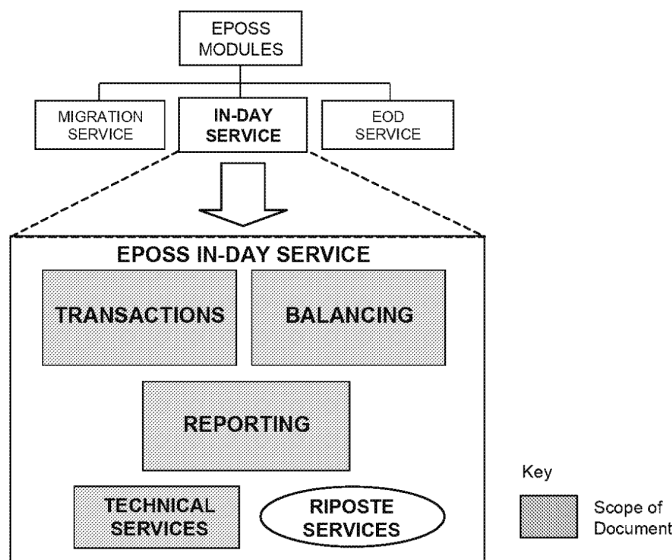 EPOSS
MODULES
MIGRATION
SERVICE
IN-DAY
SERVICE
EOD
SERVICE
EPOSS IN-DAY SERVICE
TRANSACTIONS
BALANCING
REPORTING
TECHNICAL
SERVICES
RIPOSTE
SERVICES
Key
Scope of
Document